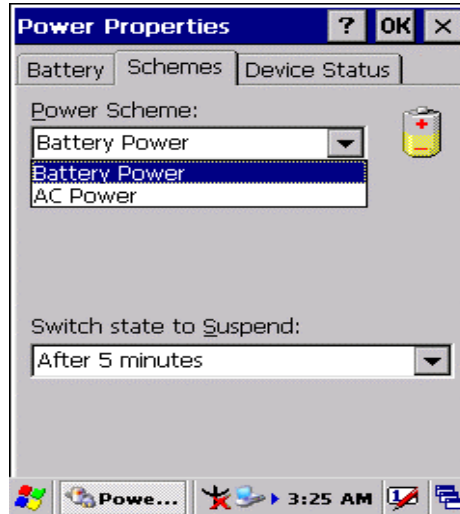 Power Properties ? OK ×
Battery Schemes Device Status
Power Scheme:
Battery Power
Battery Power
AC Power
Switch state to Suspend:
After 5 minutes
Powe... 3:25 AM